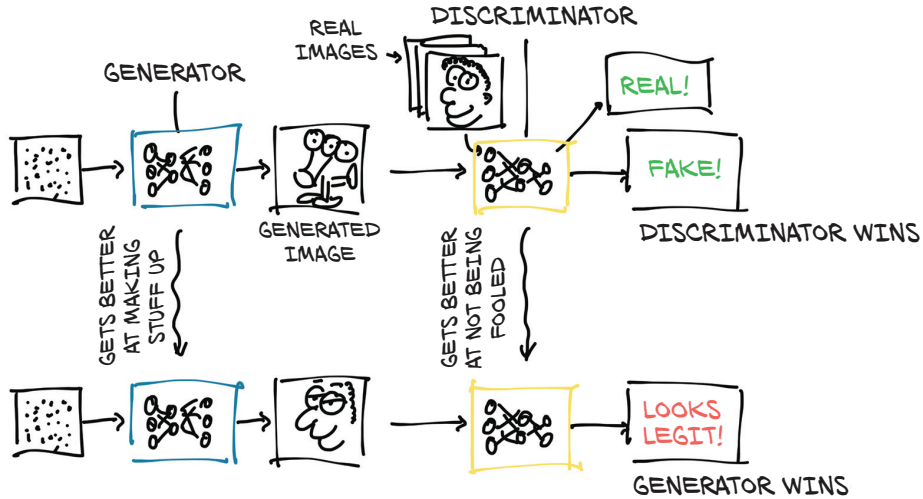 DISCRIMINATOR
REAL
IMAGES
GENERATOR
REAL!
FAKE!
GENERATED
IMAGE
DISCRIMINATOR WINS
GETS BETTER
AT MAKING
STUFF UP
GETS BETTER
AT NOT BEING
FOOLED
LOOKS
LEGIT!
GENERATOR WINS